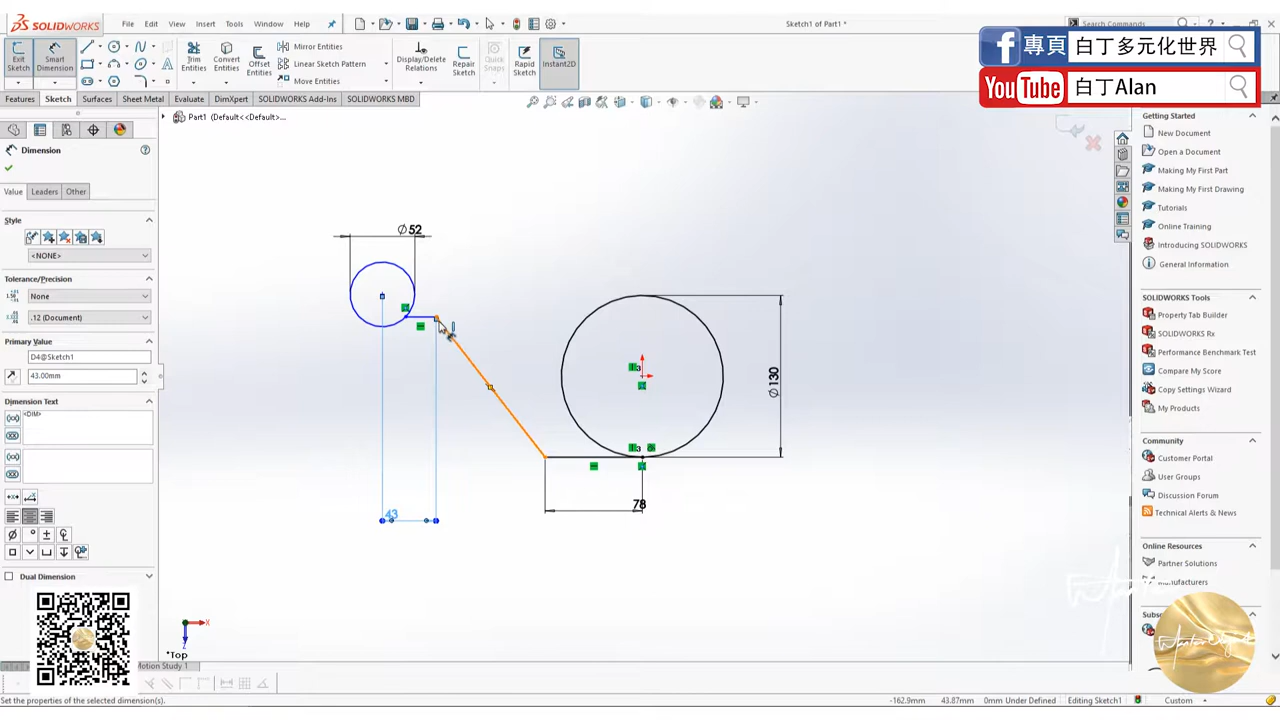 SOLIDWORKS
File
Edit
View
Insert
Tools
Window
Help
Sketch1 of Part1 *
Search Commands
專頁
白丁多元化世界
YouTube
白丁Alan
Exit Sketch
Smart Dimension
Trim Entities
Convert Entities
Offset Entities
Mirror Entities
Linear Sketch Pattern
Move Entities
Display/Delete Relations
Repair Sketch
Quick Snaps
Rapid Sketch
Instant2D
Features
Sketch
Surfaces
Sheet Metal
Evaluate
DimXpert
SOLIDWORKS Add-Ins
SOLIDWORKS MBD
Part1 (Default<<Default>...
Dimension
Value
Leaders
Other
Style
<NONE>
Tolerance/Precision
None
.12 (Document)
Primary Value
D4@Sketch1
43.00mm
Dimension Text
<DIM>
Dual Dimension
Ø52
Ø130
78
43
*Top
Motion Study 1
Getting Started
New Document
Open a Document
Making My First Part
Making My First Drawing
Tutorials
Online Training
Introducing SOLIDWORKS
General Information
SOLIDWORKS Tools
Property Tab Builder
SOLIDWORKS Rx
Performance Benchmark Test
Compare My Score
Copy Settings Wizard
My Products
Community
Customer Portal
User Groups
Discussion Forum
Technical Alerts & News
Online Resources
Partner Solutions
Manufacturers
Set the properties of the selected dimension(s).
-162.9mm
43.87mm
0mm Under Defined
Editing Sketch1
Custom